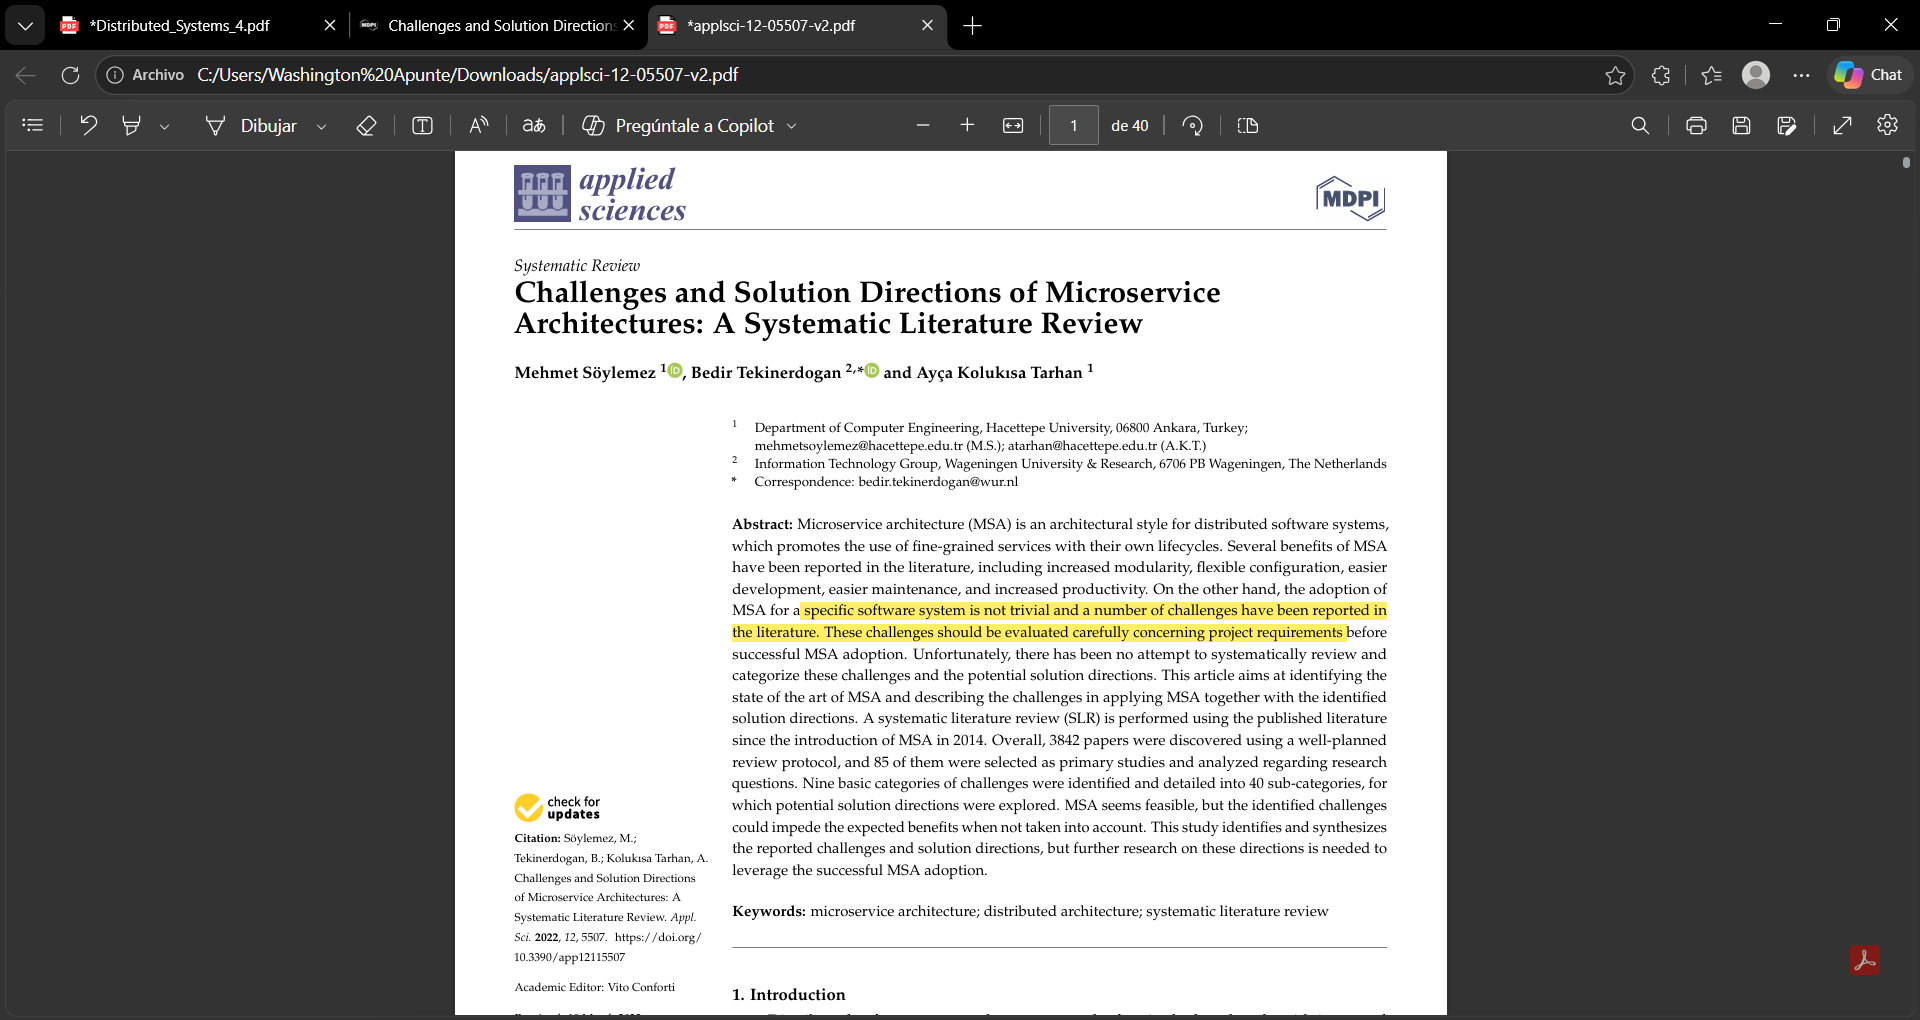 *Distributed_Systems_4.pdf
Challenges and Solution Directions
*applsci-12-05507-v2.pdf
Archivo C:/Users/Washington%20Apunte/Downloads/applsci-12-05507-v2.pdf
Chat
Dibujar
Pregúntale a Copilot
1 de 40
applied
sciences
MDPI
Systematic Review
Challenges and Solution Directions of Microservice
Architectures: A Systematic Literature Review
Mehmet Söylemez 1, Bedir Tekinerdogan 2,* and Ayça Kolukısa Tarhan 1
1 Department of Computer Engineering, Hacettepe University, 06800 Ankara, Turkey;
mehmetsoylemez@hacettepe.edu.tr (M.S.); atarhan@hacettepe.edu.tr (A.K.T.)
2 Information Technology Group, Wageningen University & Research, 6706 PB Wageningen, The Netherlands
* Correspondence: bedir.tekinerdogan@wur.nl
Abstract: Microservice architecture (MSA) is an architectural style for distributed software systems,
which promotes the use of fine-grained services with their own lifecycles. Several benefits of MSA
have been reported in the literature, including increased modularity, flexible configuration, easier
development, easier maintenance, and increased productivity. On the other hand, the adoption of
MSA for a specific software system is not trivial and a number of challenges have been reported in
the literature. These challenges should be evaluated carefully concerning project requirements before
successful MSA adoption. Unfortunately, there has been no attempt to systematically review and
categorize these challenges and the potential solution directions. This article aims at identifying the
state of the art of MSA and describing the challenges in applying MSA together with the identified
solution directions. A systematic literature review (SLR) is performed using the published literature
since the introduction of MSA in 2014. Overall, 3842 papers were discovered using a well-planned
review protocol, and 85 of them were selected as primary studies and analyzed regarding research
questions. Nine basic categories of challenges were identified and detailed into 40 sub-categories, for
which potential solution directions were explored. MSA seems feasible, but the identified challenges
could impede the expected benefits when not taken into account. This study identifies and synthesizes
the reported challenges and solution directions, but further research on these directions is needed to
leverage the successful MSA adoption.
Keywords: microservice architecture; distributed architecture; systematic literature review
check for
updates
Citation: Söylemez, M.;
Tekinerdogan, B.; Kolukısa Tarhan, A.
Challenges and Solution Directions
of Microservice Architectures: A
Systematic Literature Review. Appl.
Sci. 2022, 12, 5507. https://doi.org/
10.3390/app12115507
Academic Editor: Vito Conforti
1. Introduction